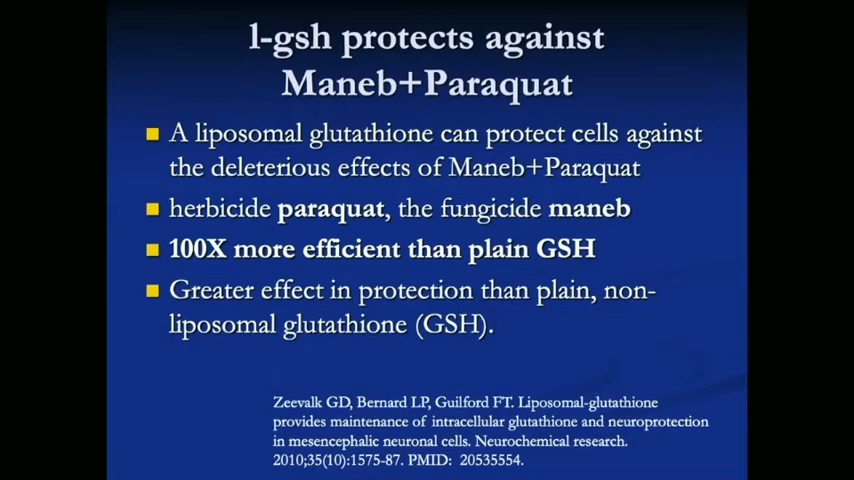 l-gsh protects against
Maneb+Paraquat
A liposomal glutathione can protect cells against
the deleterious effects of Maneb+Paraquat
herbicide paraquat, the fungicide maneb
100X more efficient than plain GSH
Greater effect in protection than plain, non-
liposomal glutathione (GSH).
Zeevalk GD, Bernard LP, Guilford FT. Liposomal-glutathione
provides maintenance of intracellular glutathione and neuroprotection
in mesencephalic neuronal cells. Neurochemical research.
2010;35(10):1575-87. PMID: 20535554.